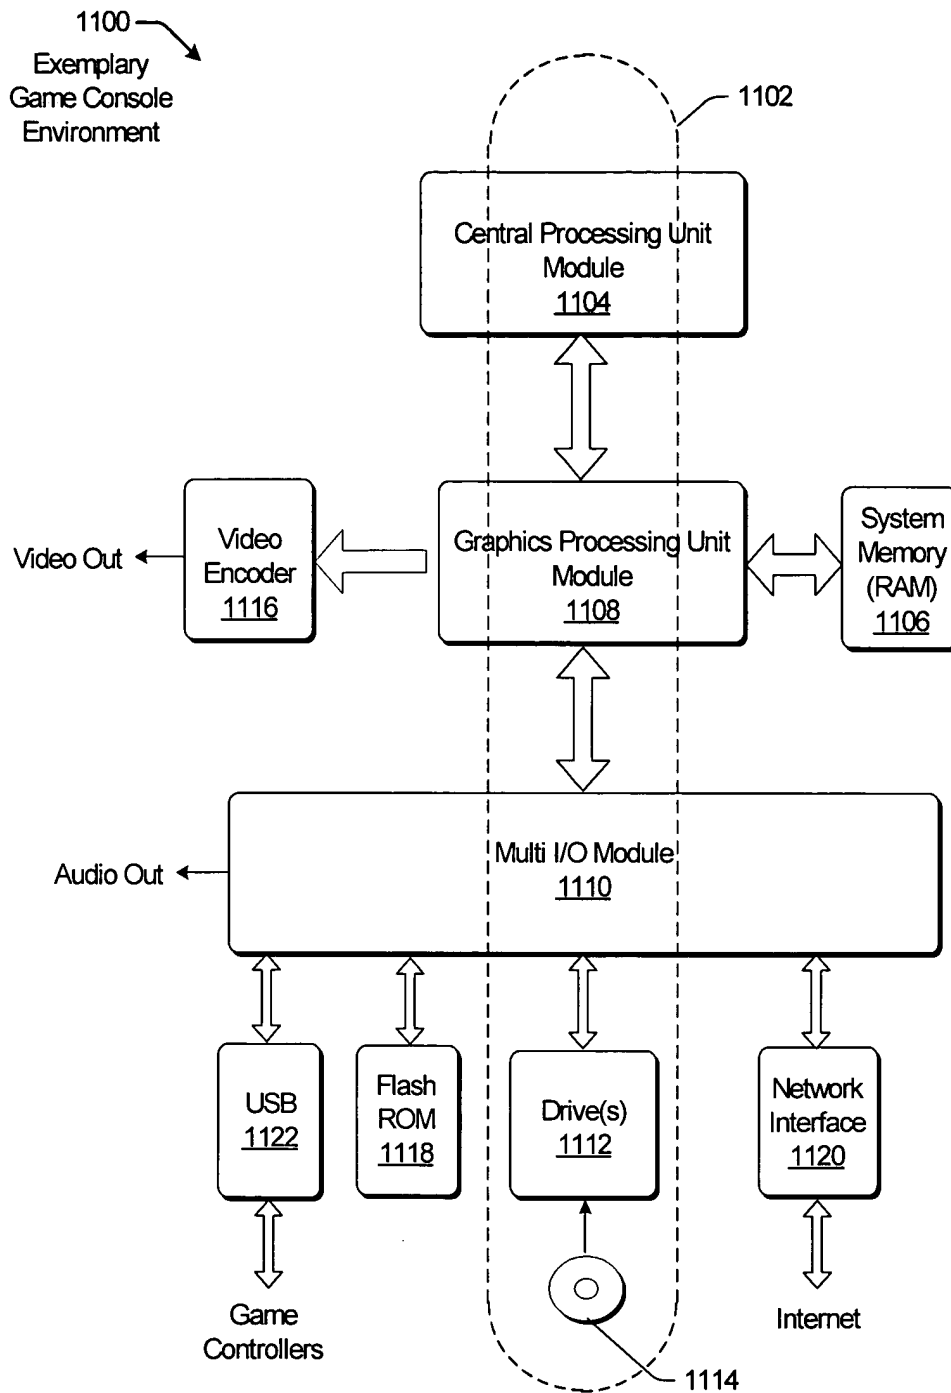 1100
Exemplary
Game Console
Environment
1102
Central Processing Unit
Module
1104
Video
Encoder
1116
Video Out
Graphics Processing Unit
Module
1108
System
Memory
(RAM)
1106
Multi I/O Module
1110
Audio Out
USB
1122
Flash
ROM
1118
Drive(s)
1112
Network
Interface
1120
Game
Controllers
Internet
1114